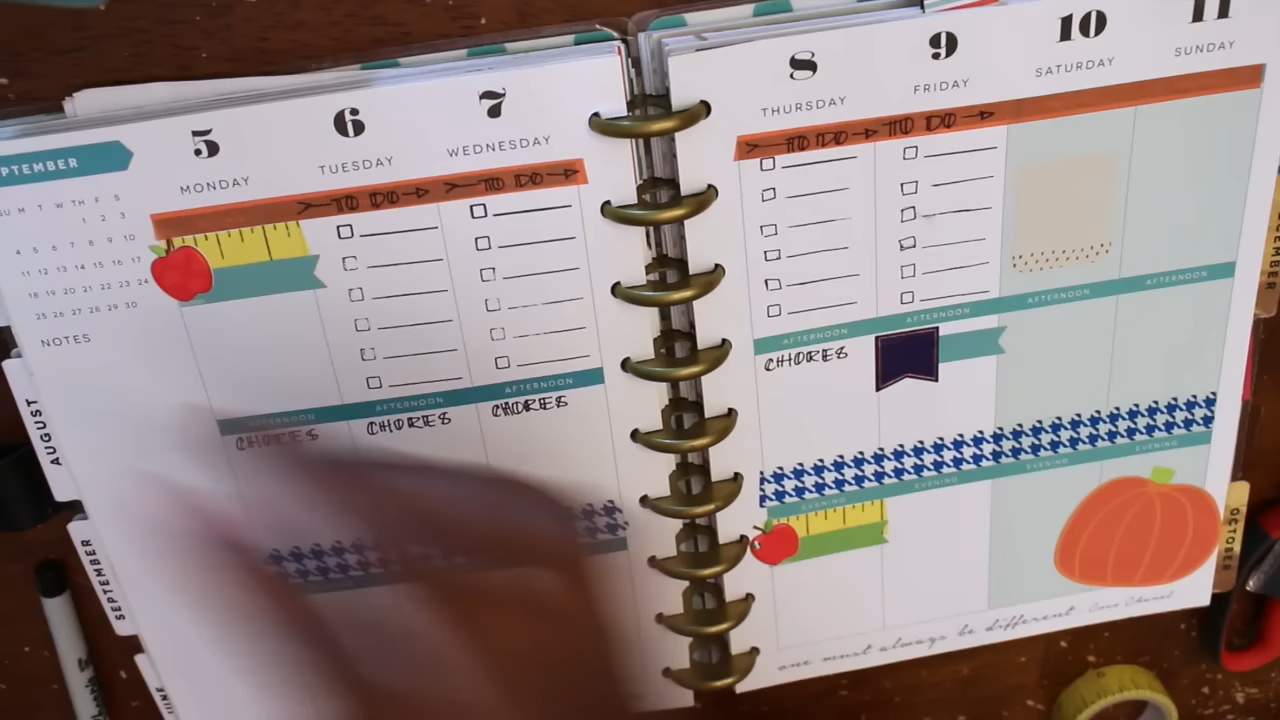 5
MONDAY
6
TUESDAY
7
WEDNESDAY
8
THURSDAY
9
FRIDAY
10
SATURDAY
11
SUNDAY
PTEMBER
SU M T W TH F S
1 2 3
4 5 6 7 8 9 10
11 12 13 14 15 16 17
18 19 20 21 22 23 24
25 26 27 28 29 30
NOTES
TO DO
TO DO
TO DO
TO DO
AFTERNOON
AFTERNOON
AFTERNOON
AFTERNOON
AFTERNOON
AFTERNOON
CHORES
CHORES
CHORES
CHORES
EVENING
EVENING
EVENING
EVENING
one must always be different - Coco Chanel
AUGUST
SEPTEMBER
OCTOBER